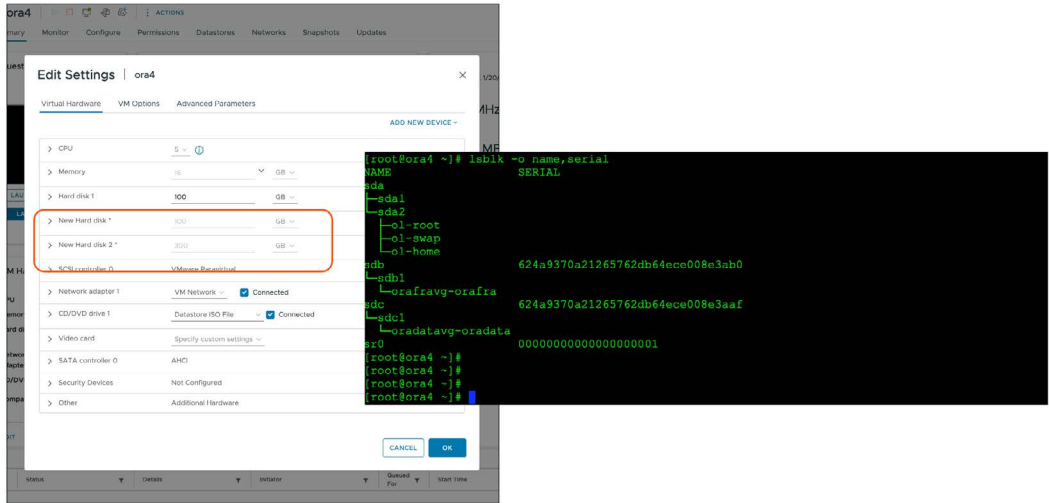 ora4 ACTIONS
Monitor Configure Permissions Datastores Networks Snapshots Updates
Edit Settings | ora4
Virtual Hardware VM Options Advanced Parameters
ADD NEW DEVICE
CPU 5
Memory 16 GB
Hard disk 1 100 GB
New Hard disk * 100 GB
New Hard disk 2 * 300 GB
SCSI controller 0 VMware Paravirtual
Network adapter 1 VM Network Connected
CD/DVD drive 1 Datastore ISO File Connected
Video card Specify custom settings
SATA controller 0 AHCI
Security Devices Not Configured
Other Additional Hardware
CANCEL OK
Status Details Initiator Queued For Start Time
[root@ora4 ~]# lsblk -o name,serial
NAME SERIAL
sda
├─sda1
└─sda2
├─ol-root
├─ol-swap
└─ol-home
sdb 624a9370a21265762db64ece008e3ab0
└─sdb1
└─orafravg-orafra
sdc 624a9370a21265762db64ece008e3aaf
└─sdc1
└─oradatavg-oradata
sr0 00000000000000000001
[root@ora4 ~]#
[root@ora4 ~]#
[root@ora4 ~]#
[root@ora4 ~]#